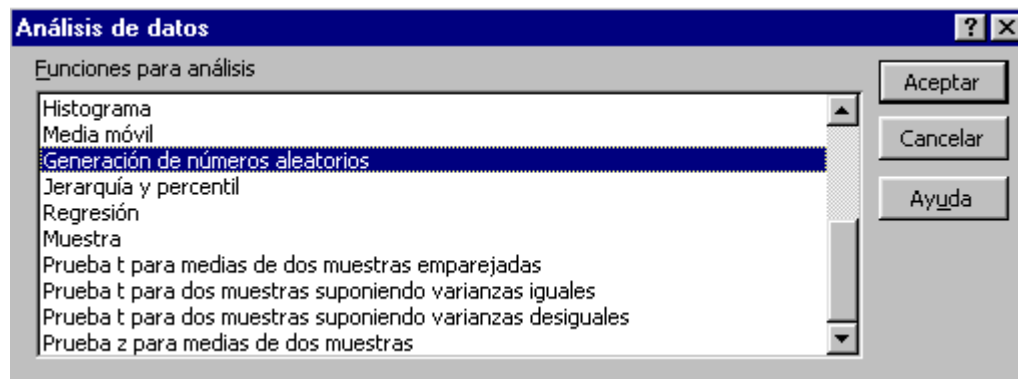 Análisis de datos
Funciones para análisis
Histograma
Media móvil
Generación de números aleatorios
Jerarquía y percentil
Regresión
Muestra
Prueba t para medias de dos muestras emparejadas
Prueba t para dos muestras suponiendo varianzas iguales
Prueba t para dos muestras suponiendo varianzas desiguales
Prueba z para medias de dos muestras
Aceptar
Cancelar
Ayuda